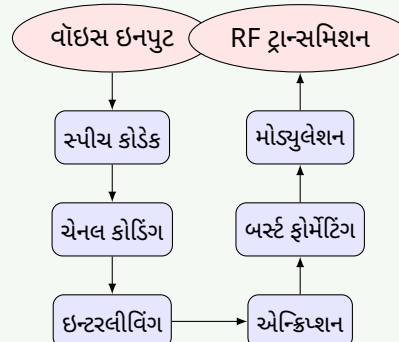 વૉઇસ ઇનપુટ
સ્પીચ કોડેક
ચેનલ કોડિંગ
ઇન્ટરલીવિંગ
એન્ક્રિપ્શન
બર્સ્ટ ફોર્મેટિંગ
મોડ્યુલેશન
RF ટ્રાન્સમિશન